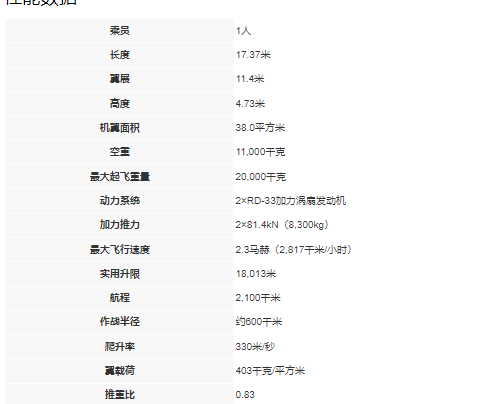 性能数据
乘员 1人
长度 17.37米
翼展 11.4米
高度 4.73米
机翼面积 38.0平方米
空重 11,000千克
最大起飞重量 20,000千克
动力系统 2×RD-33加力涡扇发动机
加力推力 2×81.4kN（8,300kg）
最大飞行速度 2.3马赫（2,817千米/小时）
实用升限 18,013米
航程 2,100千米
作战半径 约600千米
爬升率 330米/秒
翼载荷 403千克/平方米
推重比 0.83